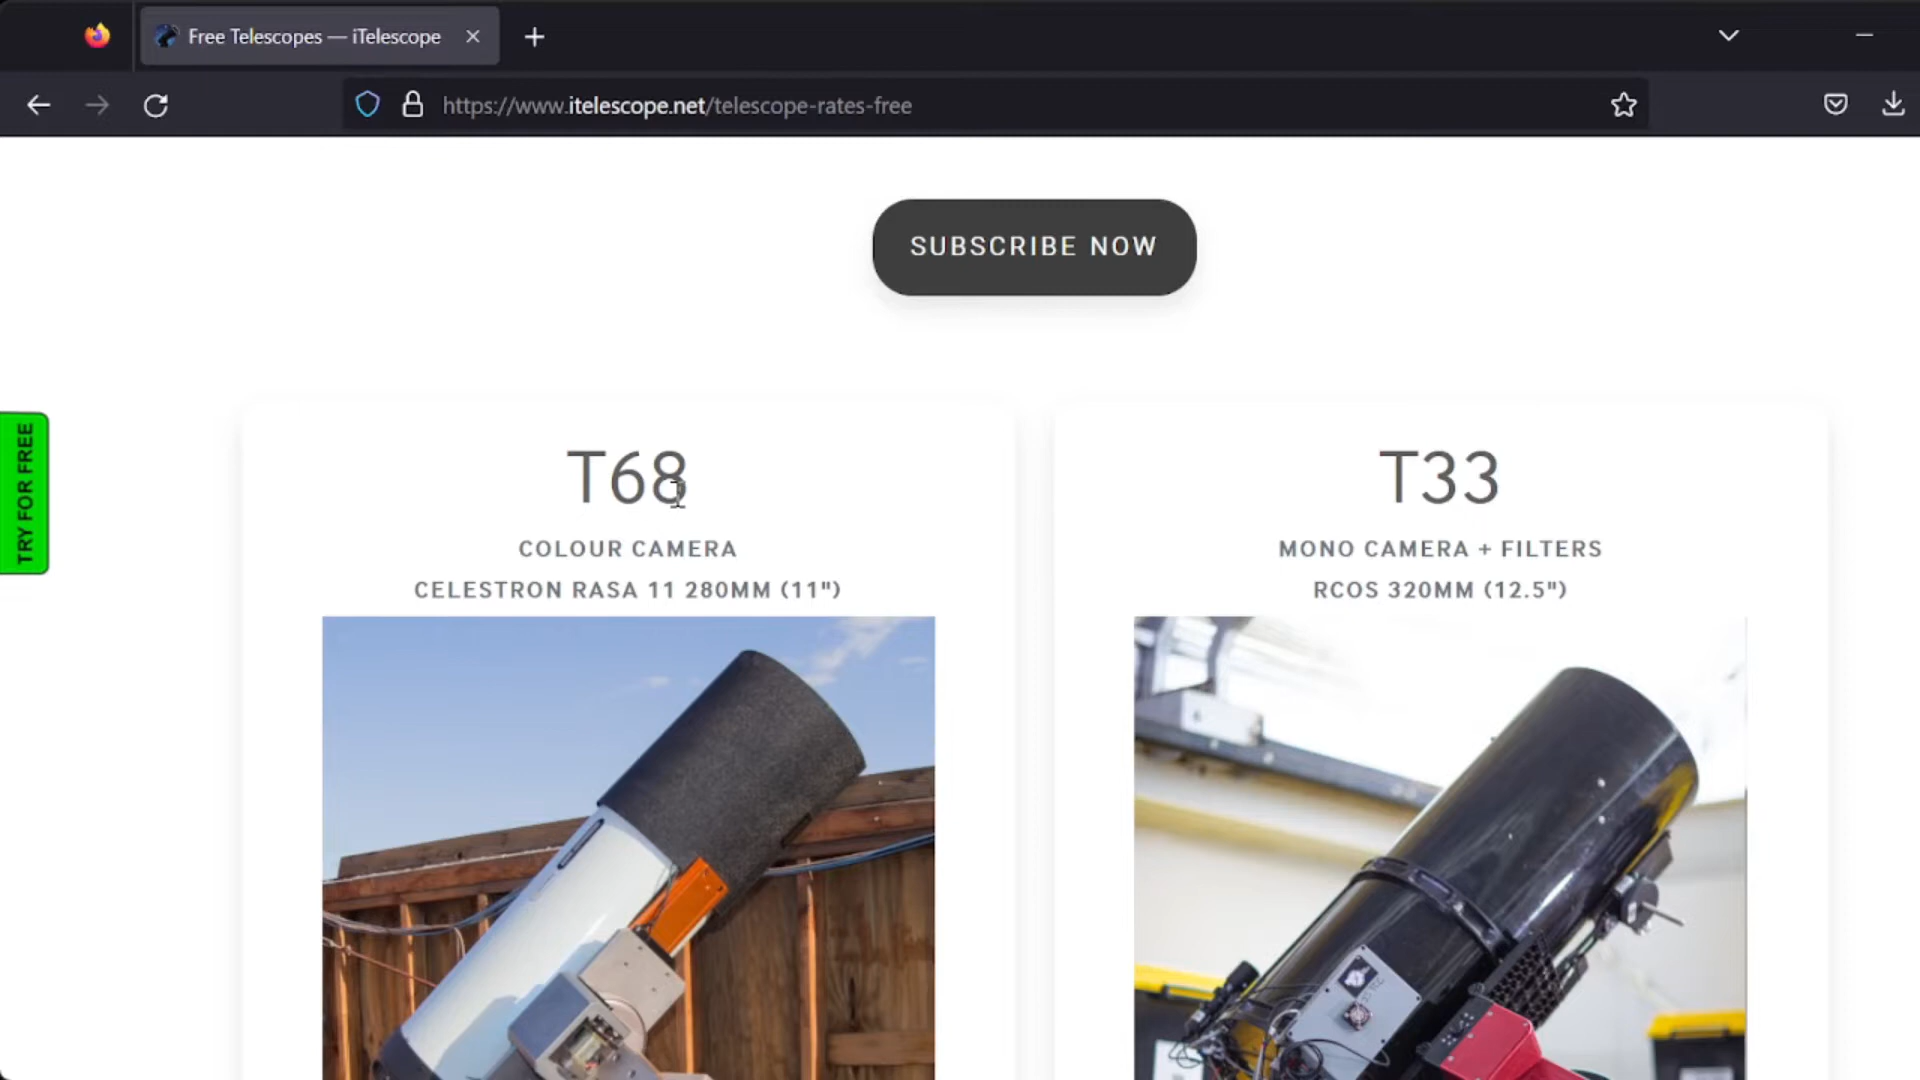 Free Telescopes — iTelescope
https://www.itelescope.net/telescope-rates-free
SUBSCRIBE NOW
TRY FOR FREE
T68
COLOUR CAMERA
CELESTRON RASA 11 280MM (11")
T33
MONO CAMERA + FILTERS
RCOS 320MM (12.5")